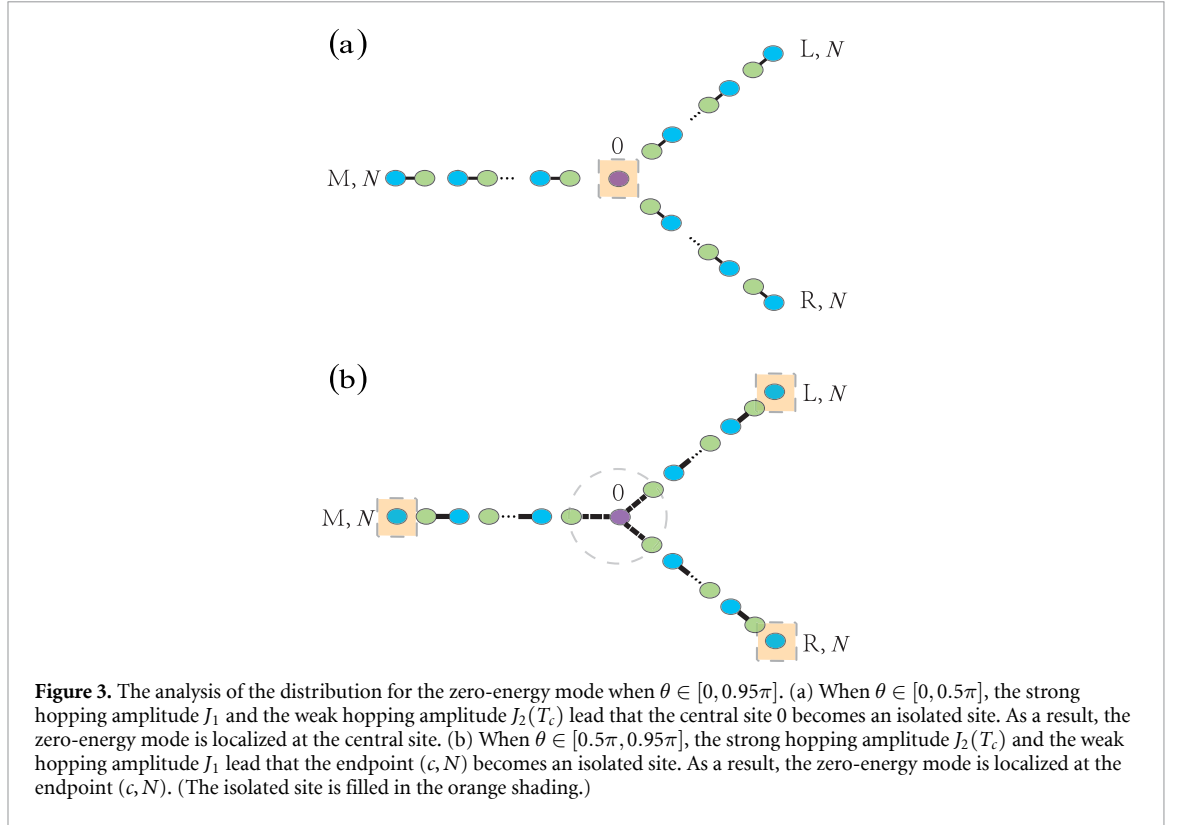 (a)
L, N
0
M, N
R, N
(b)
L, N
0
M, N
R, N
Figure 3. The analysis of the distribution for the zero-energy mode when θ ∈ [0, 0.95π]. (a) When θ ∈ [0, 0.5π], the strong
hopping amplitude J₁ and the weak hopping amplitude J₂(T_c) lead that the central site 0 becomes an isolated site. As a result, the
zero-energy mode is localized at the central site. (b) When θ ∈ [0.5π, 0.95π], the strong hopping amplitude J₂(T_c) and the weak
hopping amplitude J₁ lead that the endpoint (c, N) becomes an isolated site. As a result, the zero-energy mode is localized at the
endpoint (c, N). (The isolated site is filled in the orange shading.)